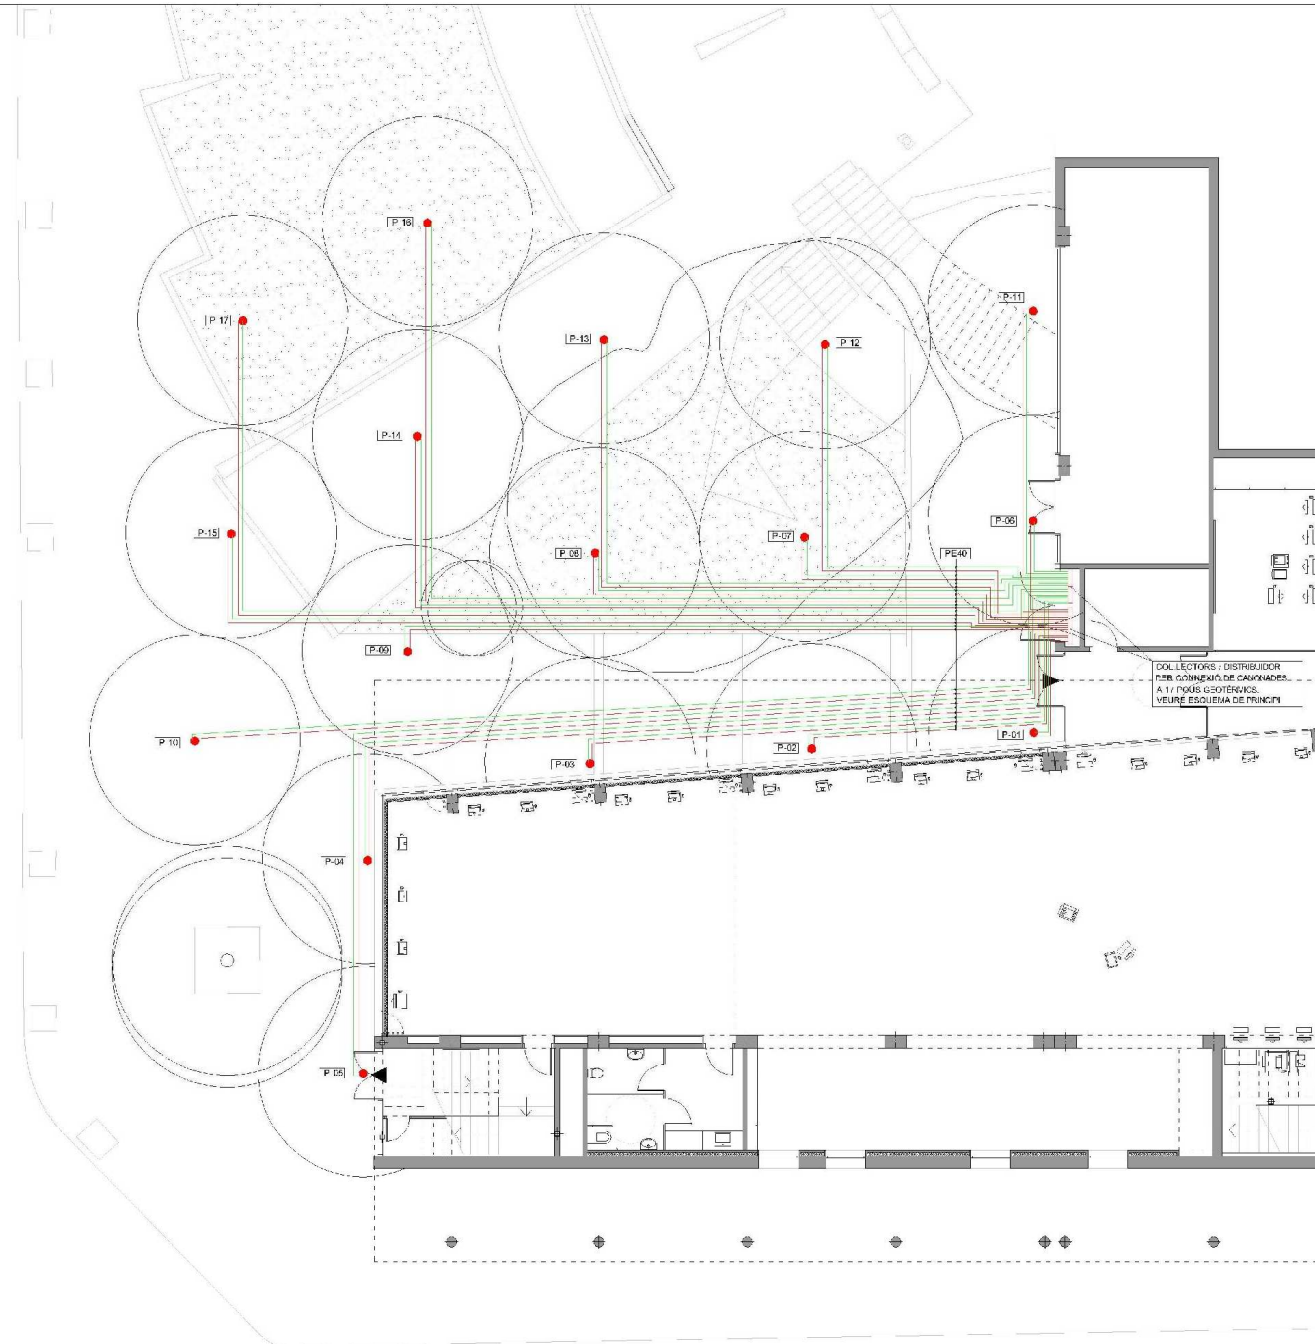 P 16
P-11
P 17
P-13
P 12
P-14
P-06
P-15
P-07
P 08
PE40
P-09
COL.LECTORS / DISTRIBUIDOR
PER CONNEXIÓ DE CANONADES
A 17 POUS GEOTÈRMICS.
VEURE ESQUEMA DE PRINCIPI
P-01
P 10
P-02
P-03
P-04
P 05